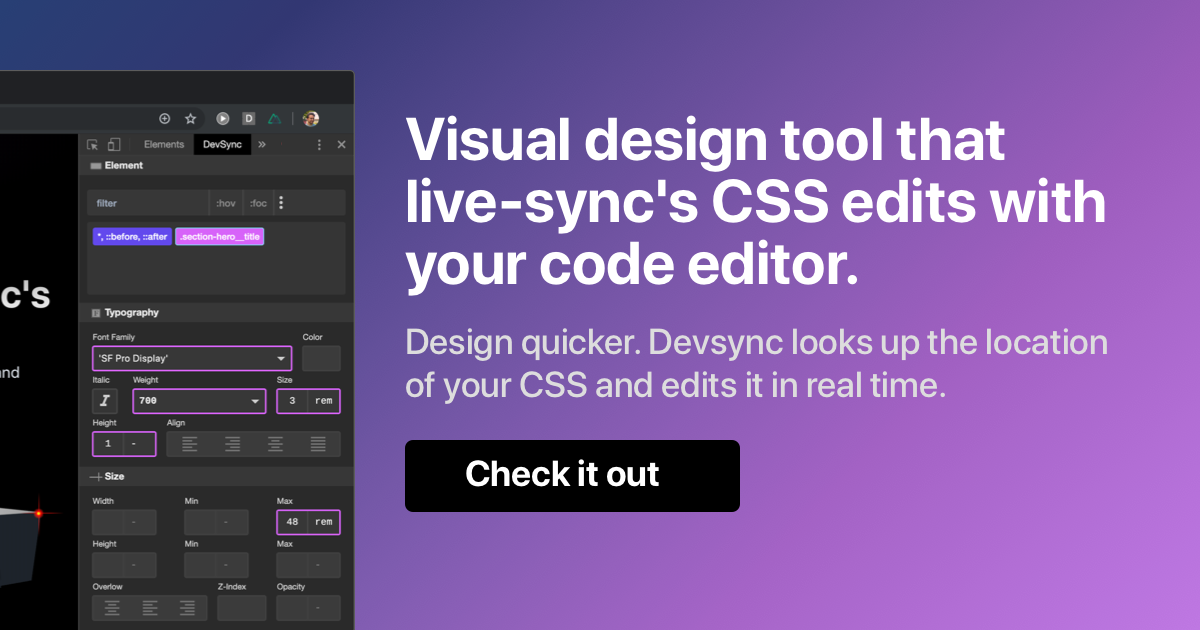 D
Elements DevSync »
Element
filter :hov :foc
*, ::before, ::after .section-hero__title
c's
Typography
Font Family Color
'SF Pro Display'
and
Italic Weight Size
I 700 3 rem
Height Align
1 -
Size
Width Min Max
- - 48 rem
Height Min Max
- - -
Overlow Z-Index Opacity
-
Visual design tool that
live-sync's CSS edits with
your code editor.
Design quicker. Devsync looks up the location
of your CSS and edits it in real time.
Check it out